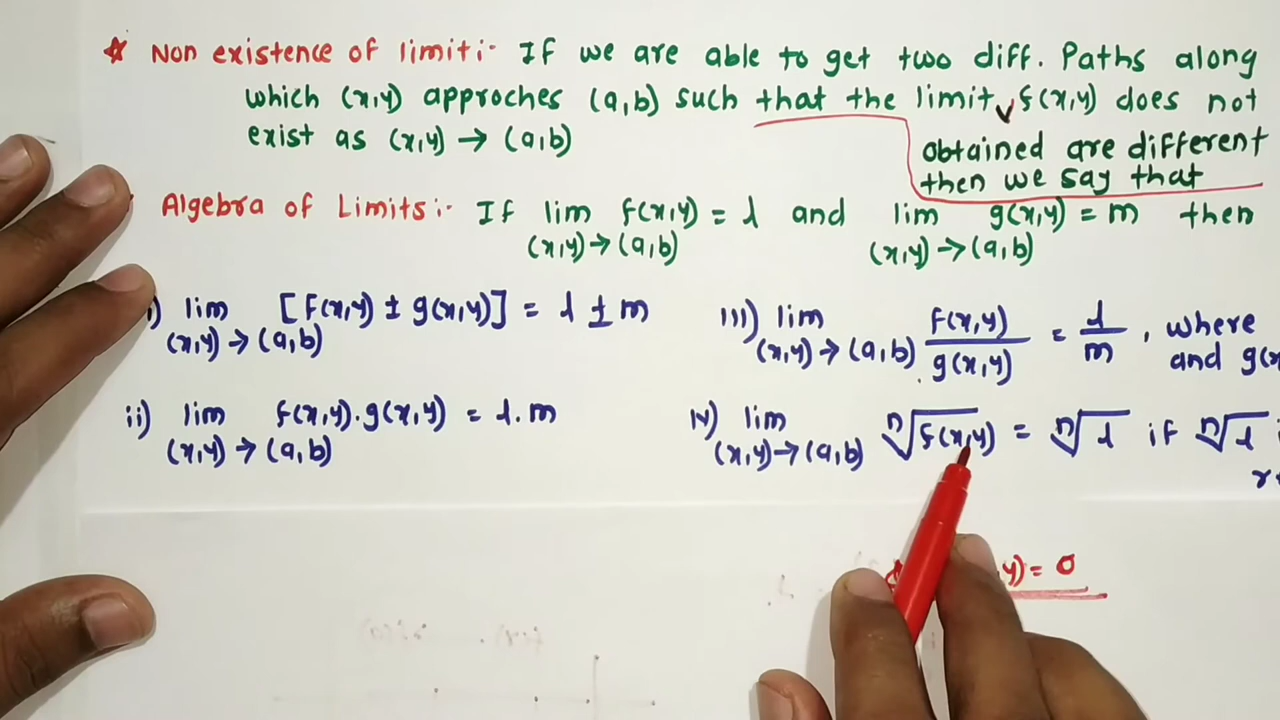 ☆ Non existence of limit:- If we are able to get two diff. Paths along
which (x,y) approches (a,b) such that the limit ✓ f(x,y) does not
obtained are different
then we say that
exist as (x,y) → (a,b)
Algebra of Limits:- If lim f(x,y) = l and lim g(x,y) = m then
(x,y)→(a,b) (x,y)→(a,b)
i) lim [f(x,y) ± g(x,y)] = l ± m
(x,y)→(a,b)
iii) lim f(x,y)/g(x,y) = l/m , where
(x,y)→(a,b) and g(x
ii) lim f(x,y).g(x,y) = l.m
(x,y)→(a,b)
iv) lim ⁿ√f(x,y) = ⁿ√l if ⁿ√l
(x,y)→(a,b)
y) = 0